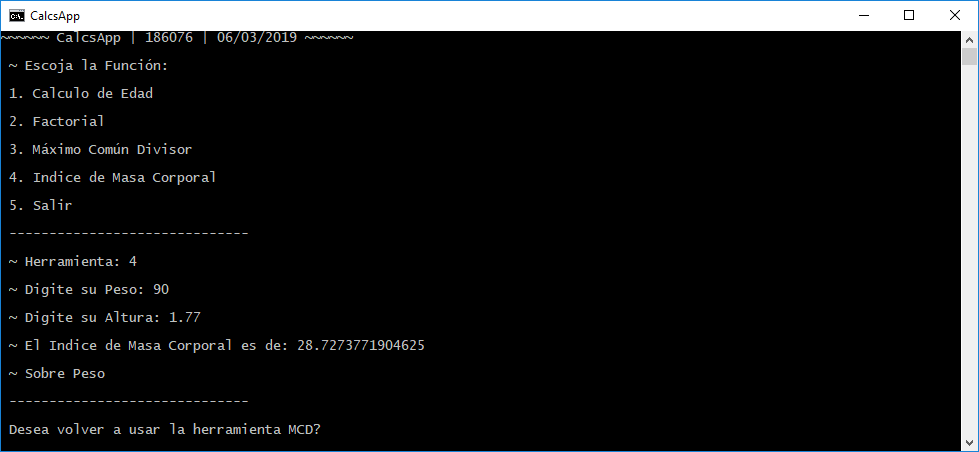 CalcsApp
~~~~~~ CalcsApp | 186076 | 06/03/2019 ~~~~~~
~ Escoja la Función:
1. Calculo de Edad
2. Factorial
3. Máximo Común Divisor
4. Indice de Masa Corporal
5. Salir
------------------------------
~ Herramienta: 4
~ Digite su Peso: 90
~ Digite su Altura: 1.77
~ El Indice de Masa Corporal es de: 28.7273771904625
~ Sobre Peso
------------------------------
Desea volver a usar la herramienta MCD?